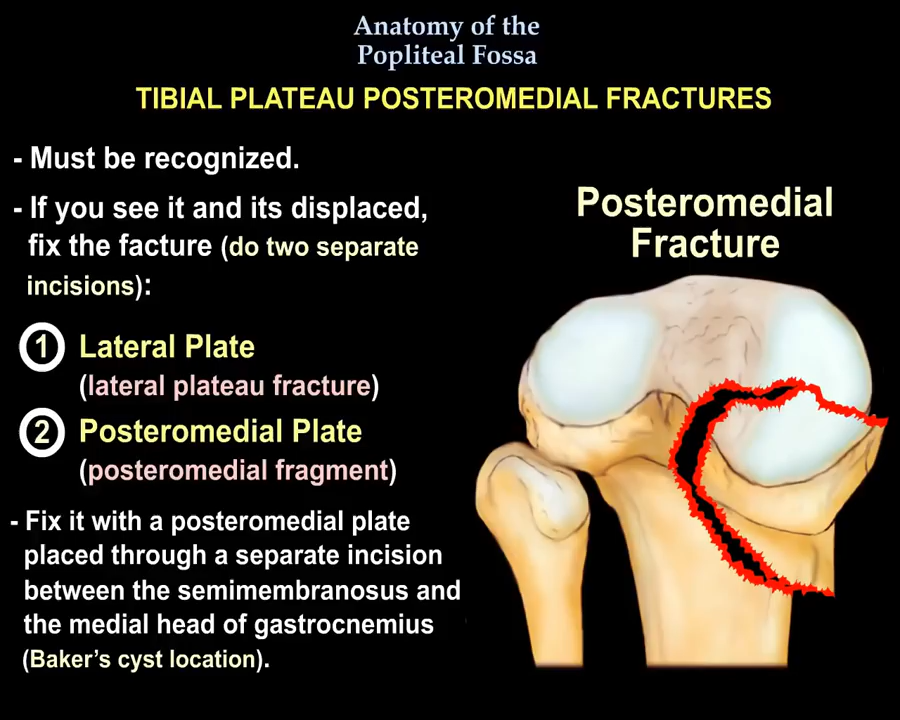 Anatomy of the
Popliteal Fossa
TIBIAL PLATEAU POSTEROMEDIAL FRACTURES
- Must be recognized.
- If you see it and its displaced,
fix the facture (do two separate
incisions):
1 Lateral Plate
(lateral plateau fracture)
2 Posteromedial Plate
(posteromedial fragment)
- Fix it with a posteromedial plate
placed through a separate incision
between the semimembranosus and
the medial head of gastrocnemius
(Baker's cyst location).
Posteromedial
Fracture